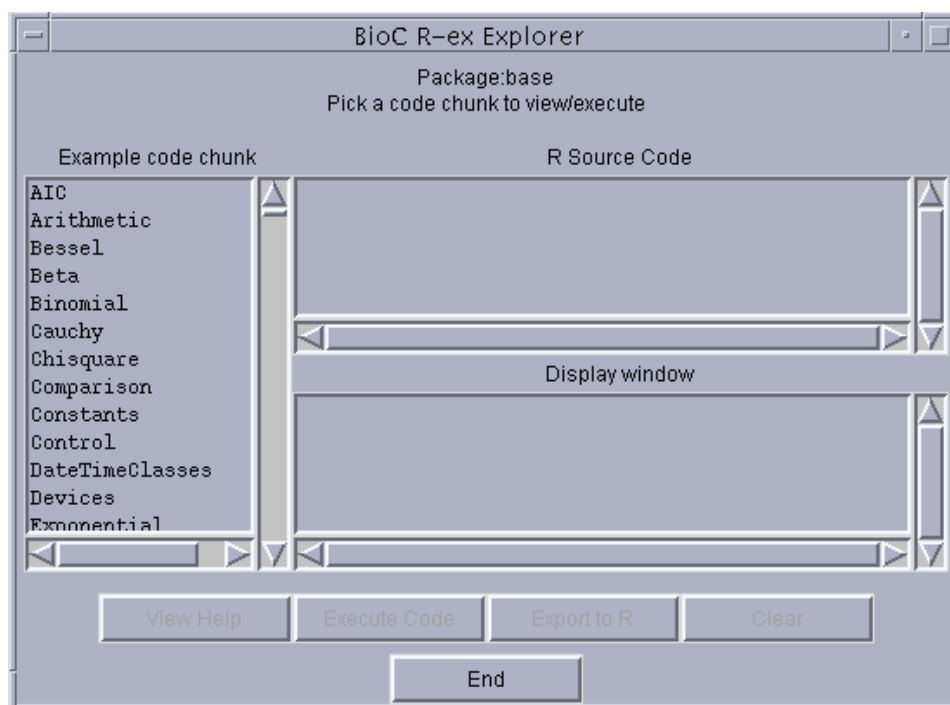 BioC R-ex Explorer
Package:base
Pick a code chunk to view/execute
Example code chunk
R Source Code
AIC
Arithmetic
Bessel
Beta
Binomial
Cauchy
Chisquare
Comparison
Constants
Control
DateTimeClasses
Devices
Exponential
Display window
View Help
Execute Code
Export to R
Clear
End